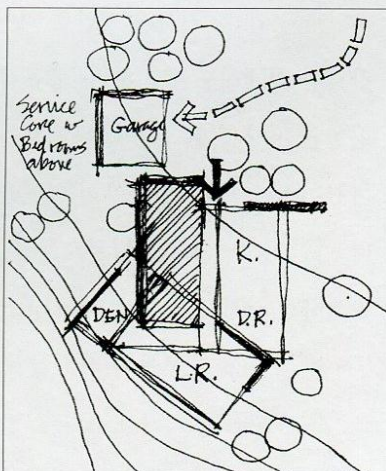 Service
Core w
Bedrooms
above
Garage
K.
DEN
D.R.
L.R.